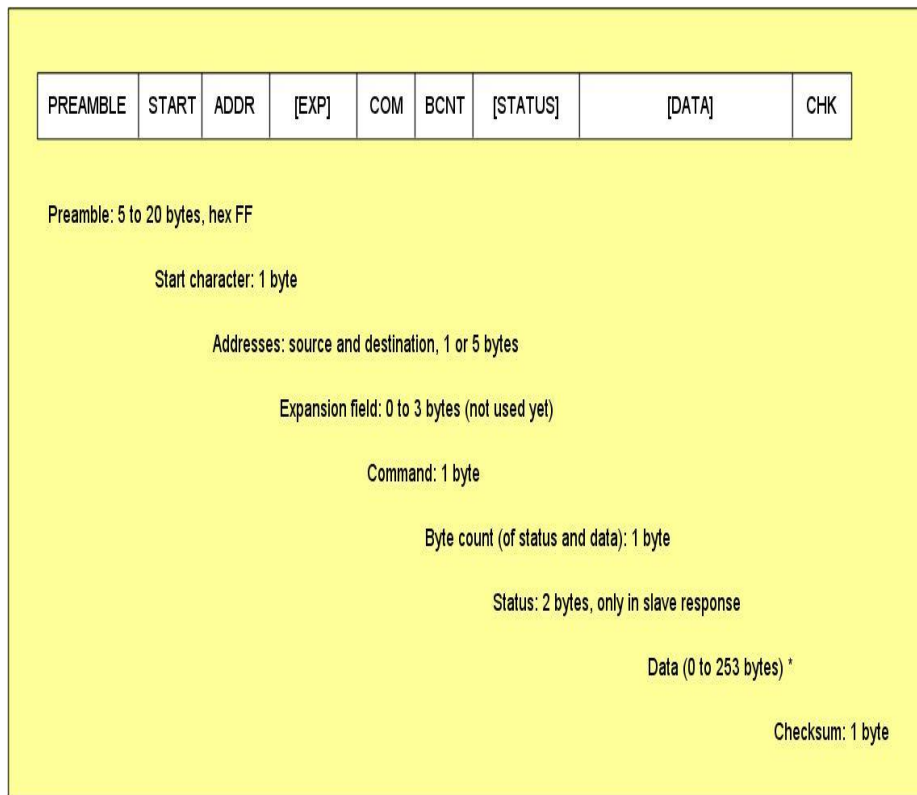 PREAMBLE START ADDR [EXP] COM BCNT [STATUS] [DATA] CHK
Preamble: 5 to 20 bytes, hex FF
Start character: 1 byte
Addresses: source and destination, 1 or 5 bytes
Expansion field: 0 to 3 bytes (not used yet)
Command: 1 byte
Byte count (of status and data): 1 byte
Status: 2 bytes, only in slave response
Data (0 to 253 bytes) *
Checksum: 1 byte